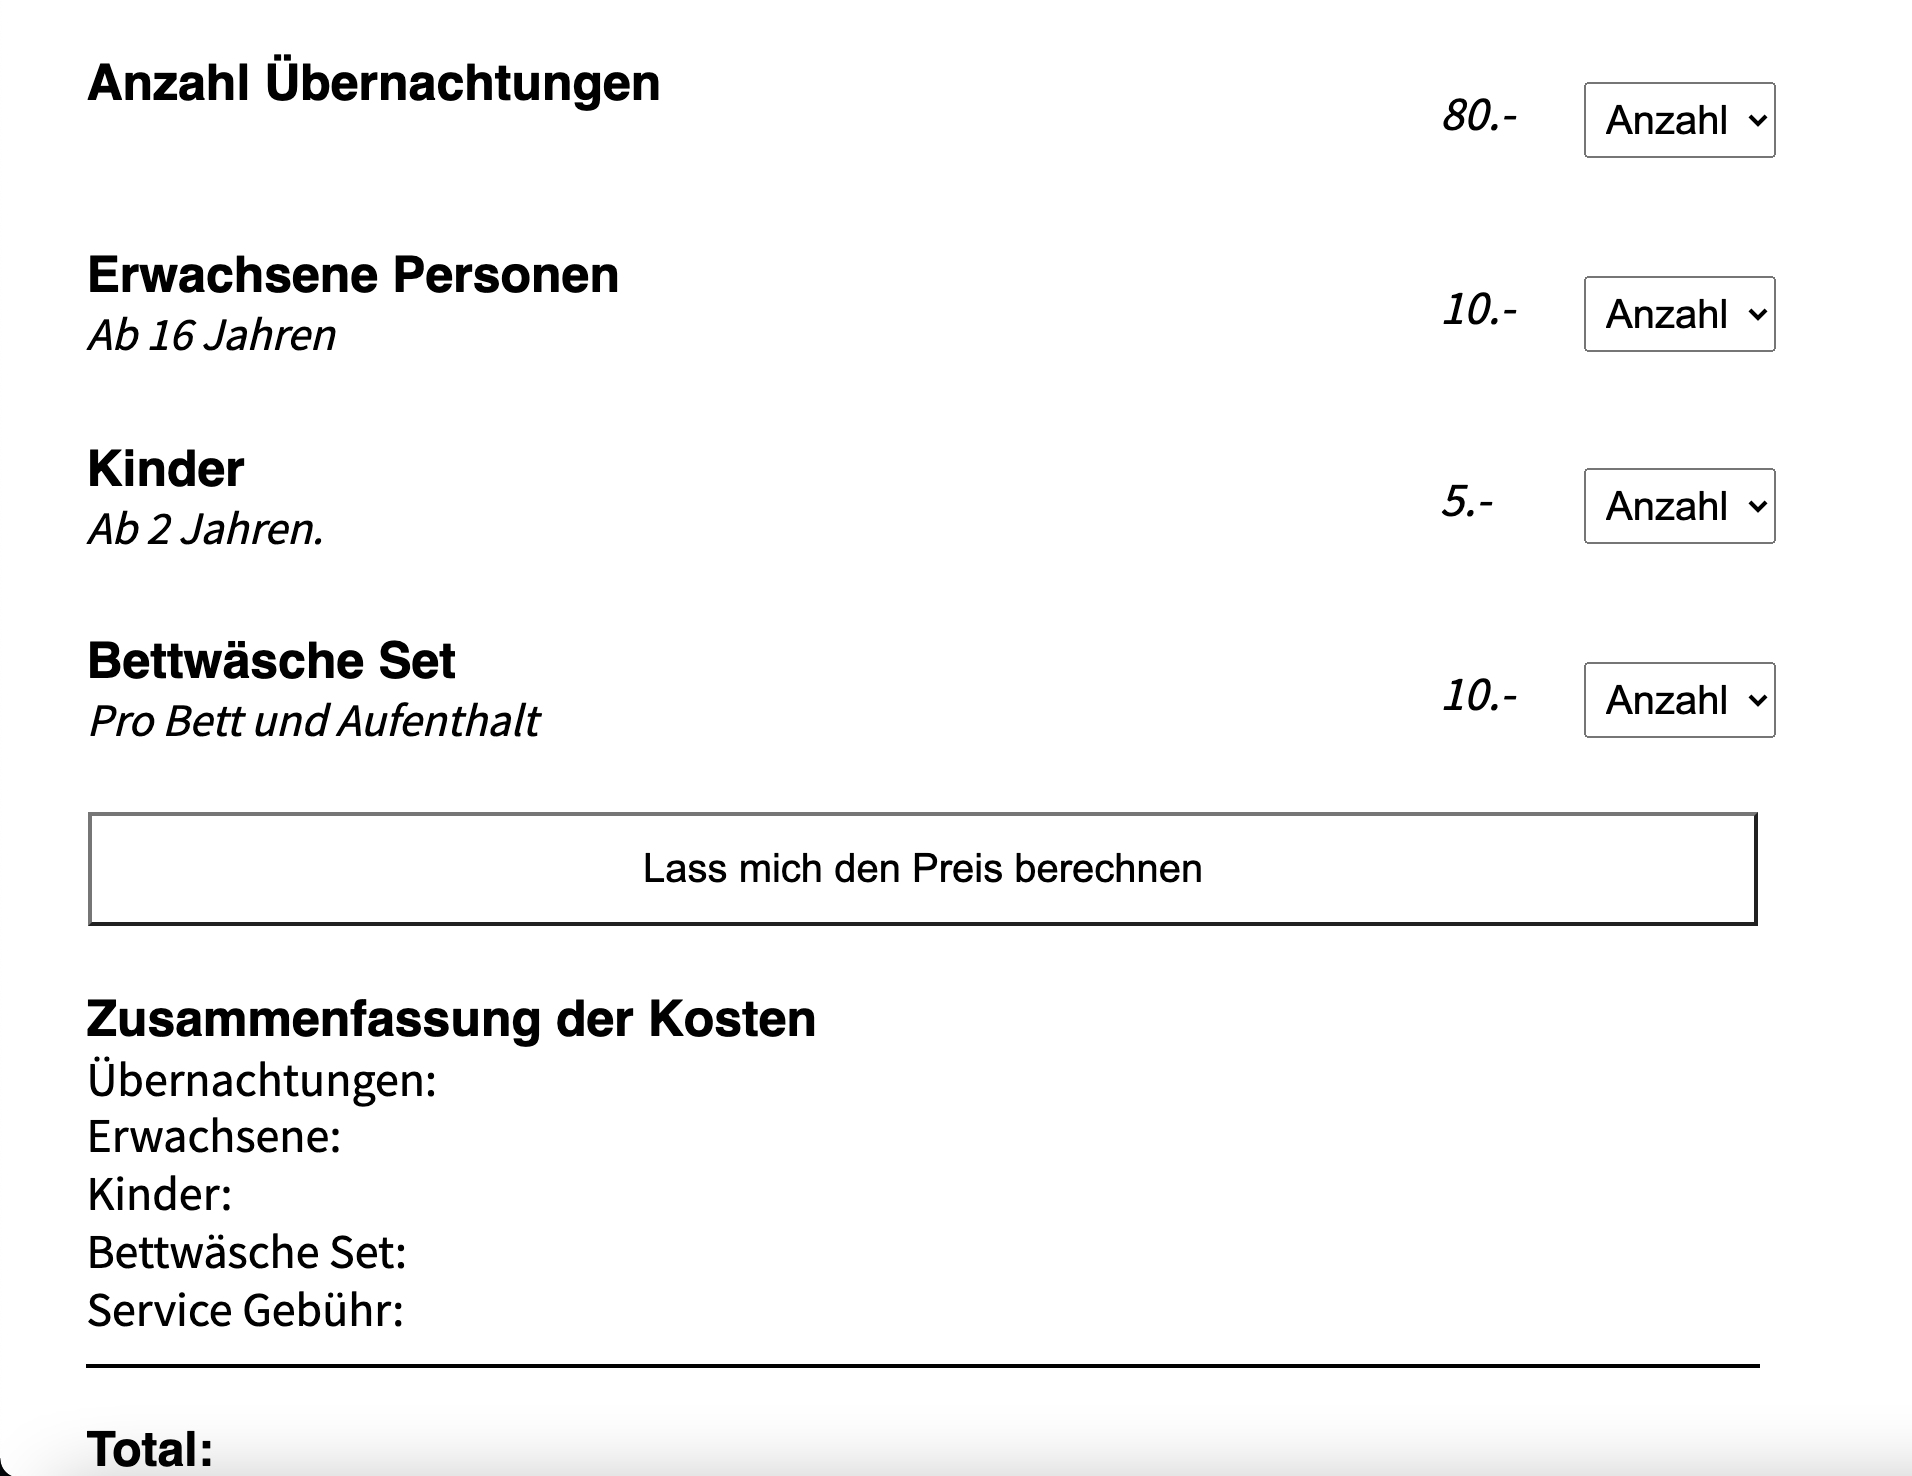 Anzahl Übernachtungen
80.-
Anzahl
Erwachsene Personen
Ab 16 Jahren
10.-
Anzahl
Kinder
Ab 2 Jahren.
5.-
Anzahl
Bettwäsche Set
Pro Bett und Aufenthalt
10.-
Anzahl
Lass mich den Preis berechnen
Zusammenfassung der Kosten
Übernachtungen:
Erwachsene:
Kinder:
Bettwäsche Set:
Service Gebühr:
Total: